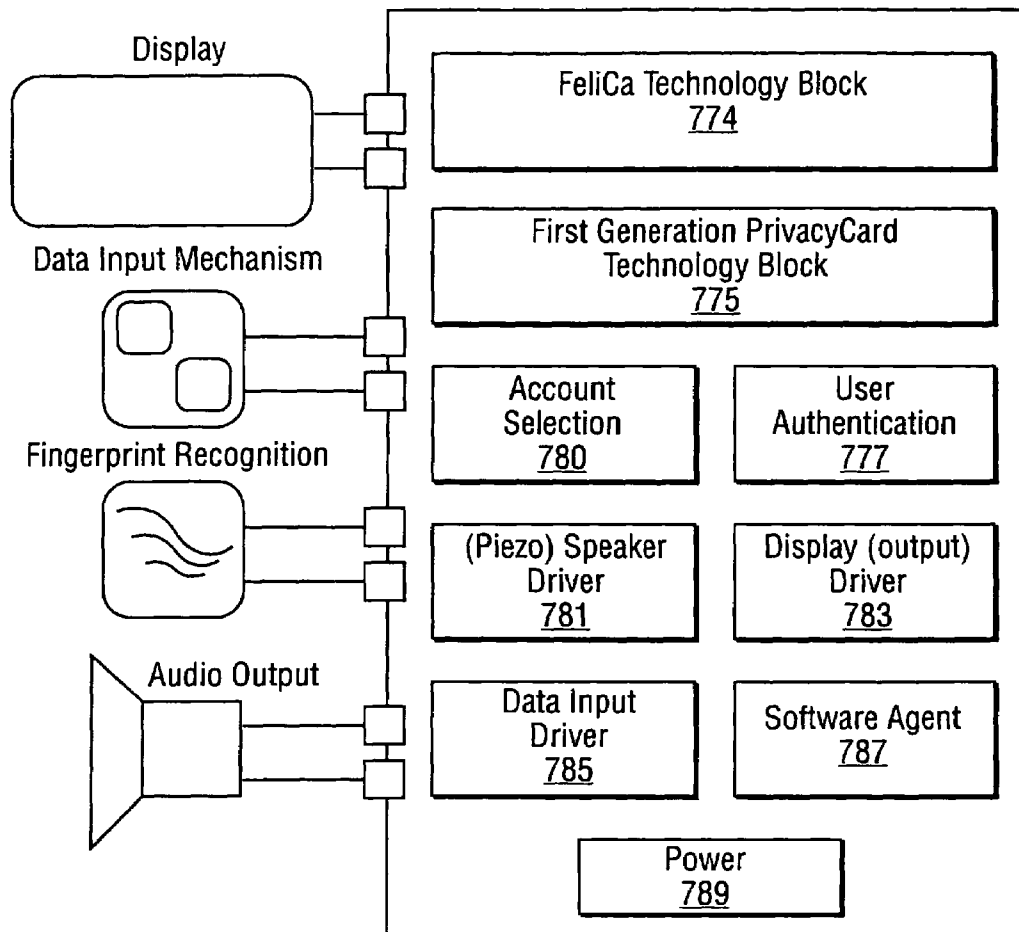 Display
FeliCa Technology Block
774
First Generation PrivacyCard
Technology Block
775
Data Input Mechanism
Account
Selection
780
User
Authentication
777
Fingerprint Recognition
(Piezo) Speaker
Driver
781
Display (output)
Driver
783
Audio Output
Data Input
Driver
785
Software Agent
787
Power
789